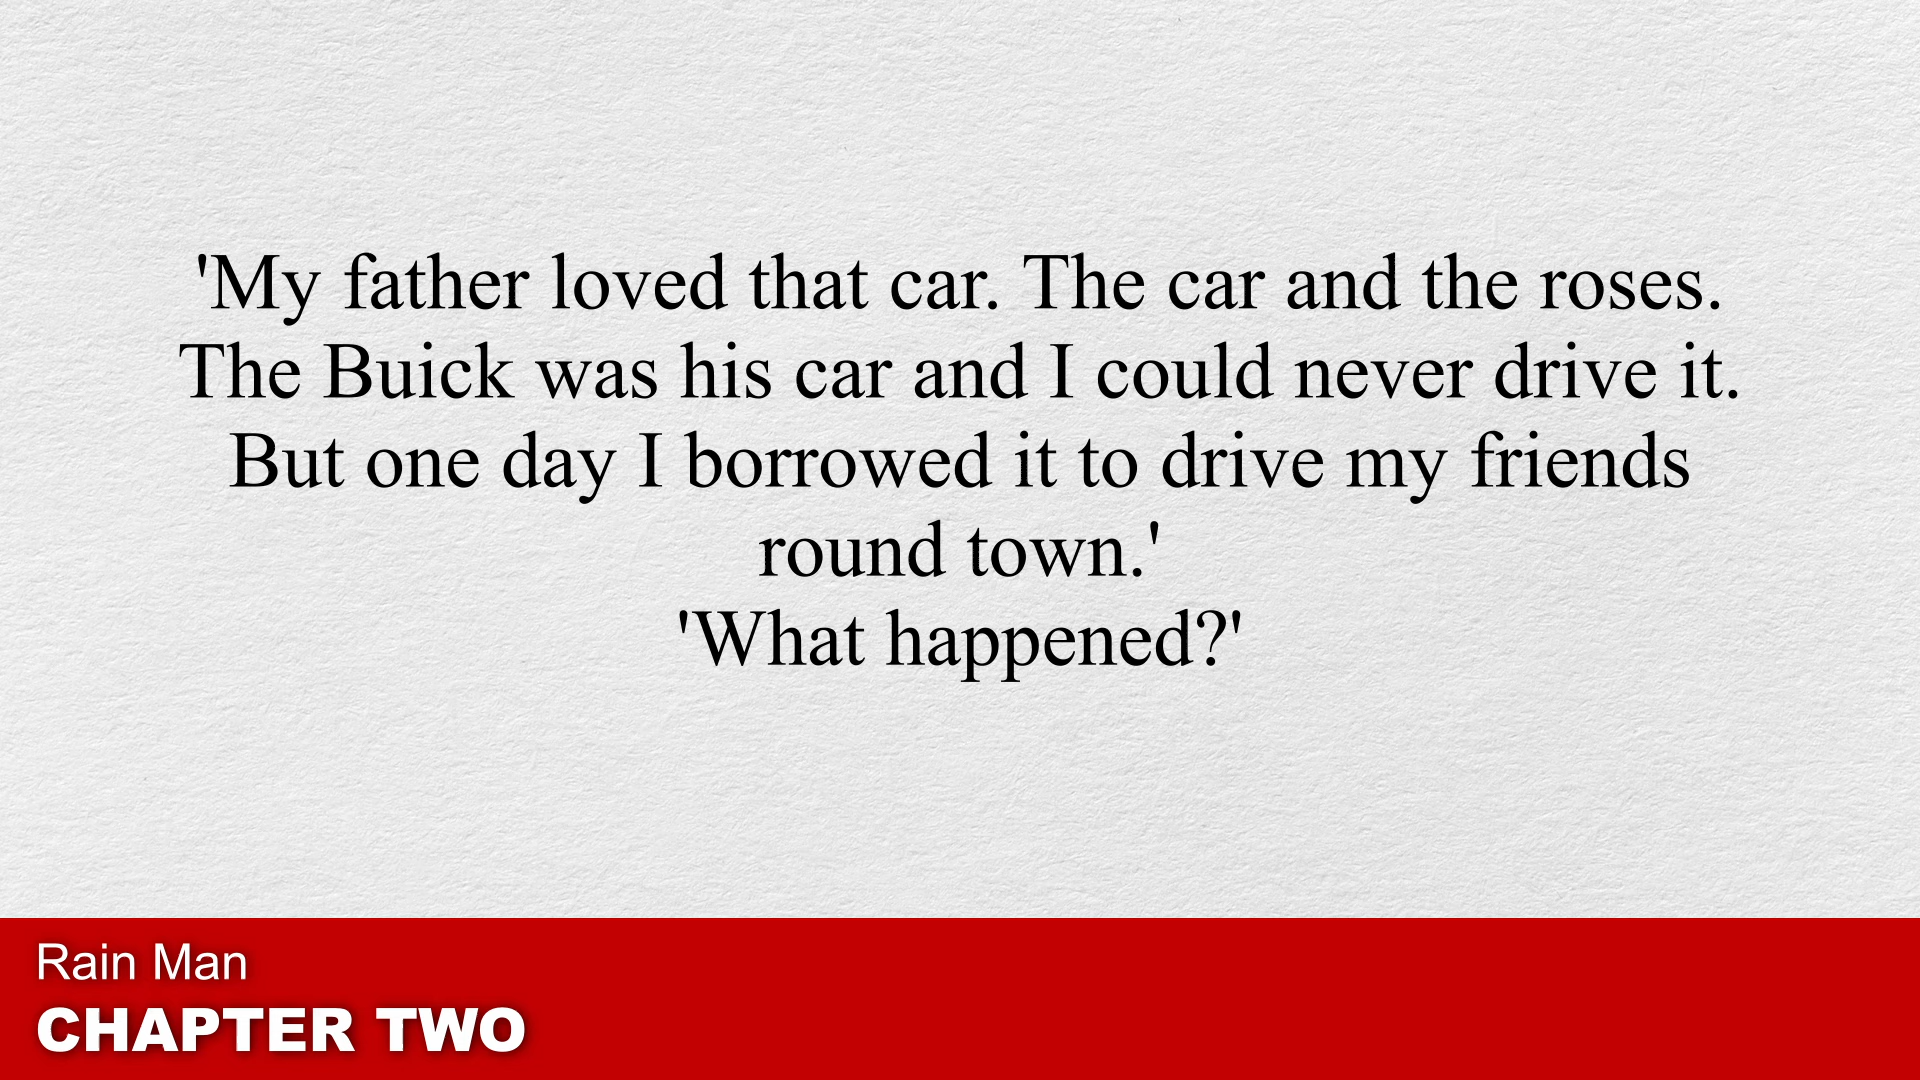 'My father loved that car. The car and the roses.
The Buick was his car and I could never drive it.
But one day I borrowed it to drive my friends
round town.'
'What happened?'
Rain Man
CHAPTER TWO